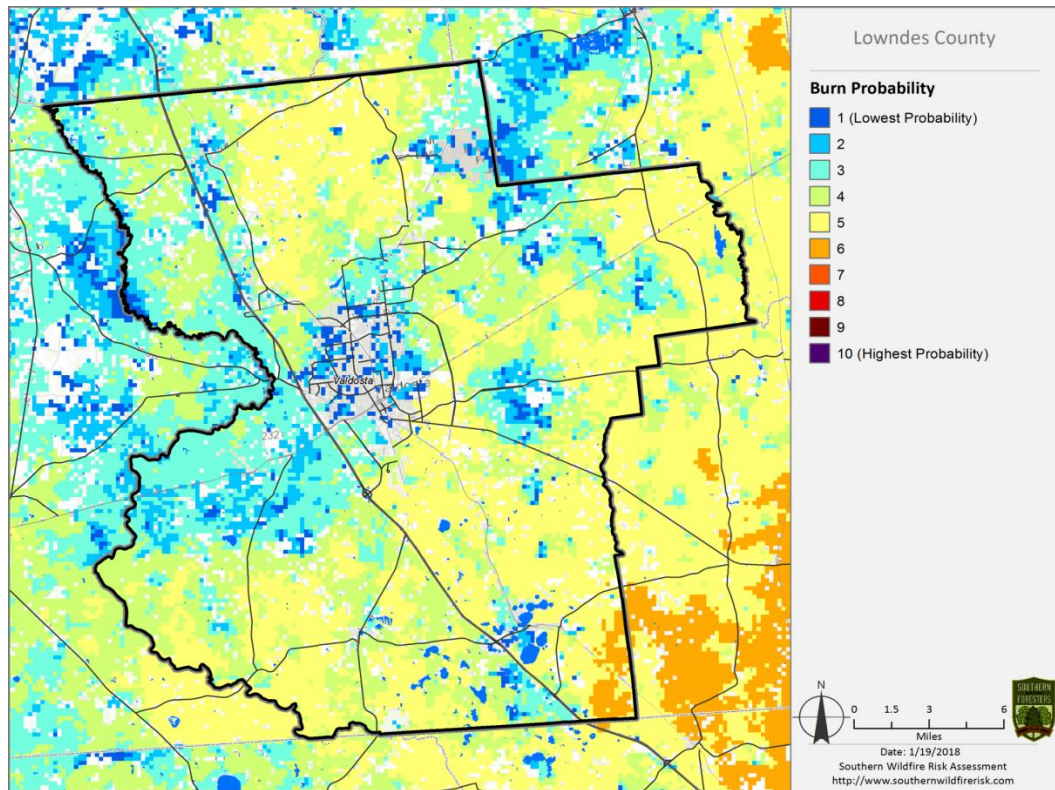 Lowndes County
Burn Probability
1 (Lowest Probability)
2
3
4
5
6
7
8
9
10 (Highest Probability)
Valdosta
232
N
0 1.5 3 6
Miles
SOUTHERN
FORESTERS
Date: 1/19/2018
Southern Wildfire Risk Assessment
http://www.southernwildfirerisk.com